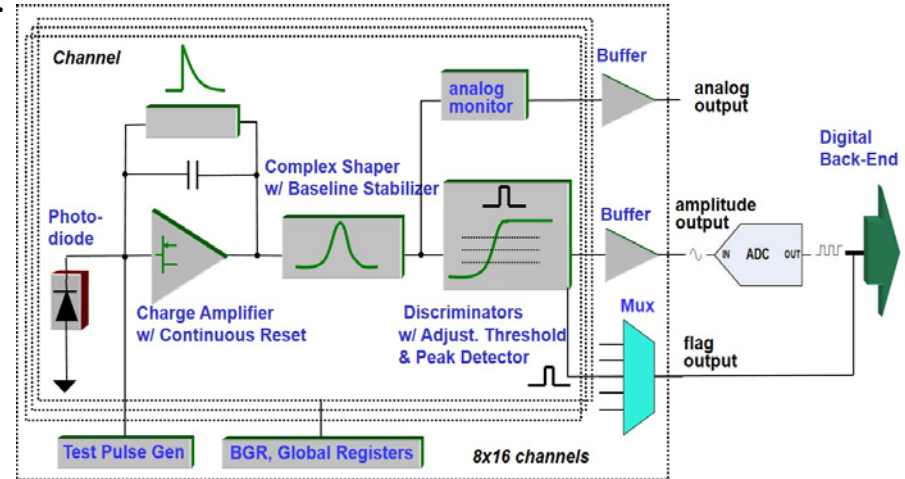 Channel
Buffer
analog
monitor
analog
output
Digital
Back-End
Complex Shaper
w/ Baseline Stabilizer
Photo-
diode
Buffer
amplitude
output
IN
ADC
OUT
Charge Amplifier
w/ Continuous Reset
Discriminators
w/ Adjust. Threshold
& Peak Detector
Mux
flag
output
Test Pulse Gen
BGR, Global Registers
8x16 channels